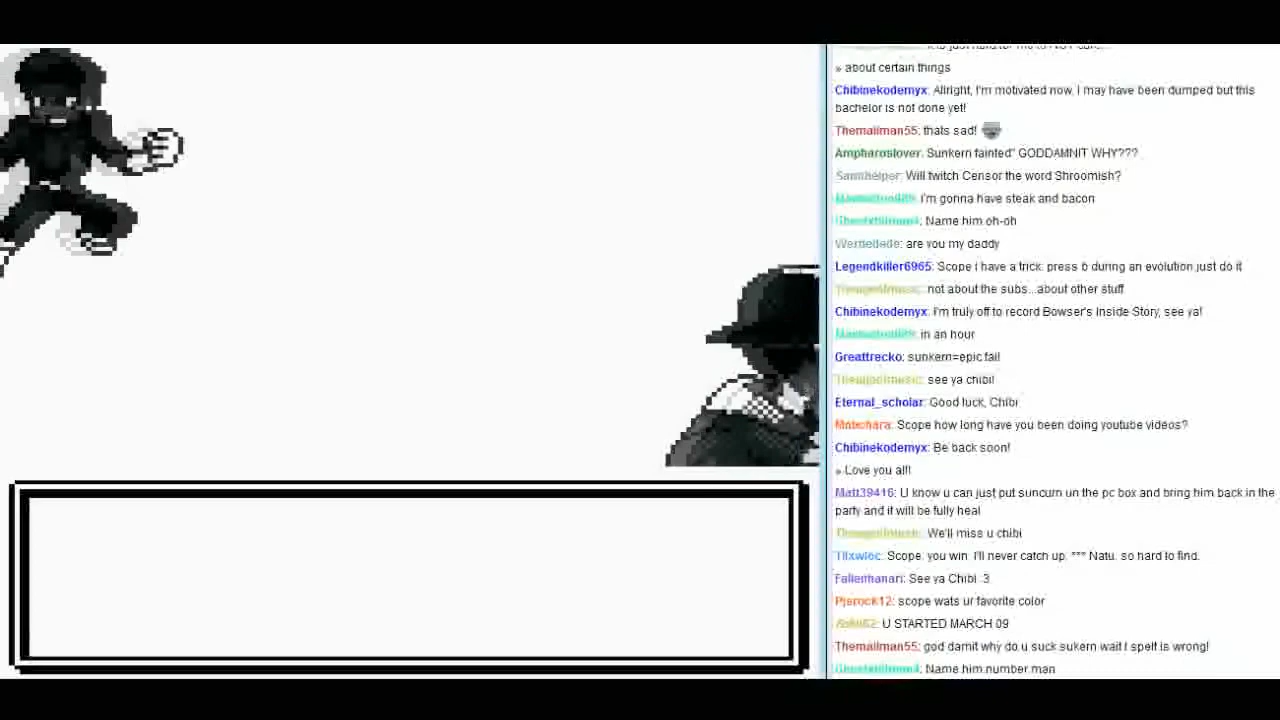 » about certain things
Chibinekodemyx: Allright, I'm motivated now, I may have been dumped but this
bachelor is not done yet!
Themailman55: thats sad!
Ampharoslover: Sunkern fainted" GODDAMNIT WHY???
Will twitch Censor the word Shroomish?
i'm gonna have steak and bacon
Name him oh-oh
are you my daddy
Legendkiller6965: Scope i have a trick: press b during an evolution just do it
not about the subs...about other stuff
Chibinekodemyx: I'm truly off to record Bowser's Inside Story, see ya!
in an hour
Greattrecko: sunkern=epic fail
see ya chibi!
Eternal_scholar: Good luck, Chibi
Scope how long have you been doing youtube videos?
Chibinekodemyx: Be back soon!
» Love you all!
Matt39416: U know u can just put suncurn un the pc box and bring him back in the
party and it will be fully heal
We'll miss u chibi
Scope, you win. I'll never catch up. *** Natu. so hard to find.
Fallenhanari: See ya Chibi :3
Pjerock12: scope wats ur favorite color
U STARTED MARCH 09
Themailman55: god damit why do u suck sukern wait I spelt is wrong!
Name him number man